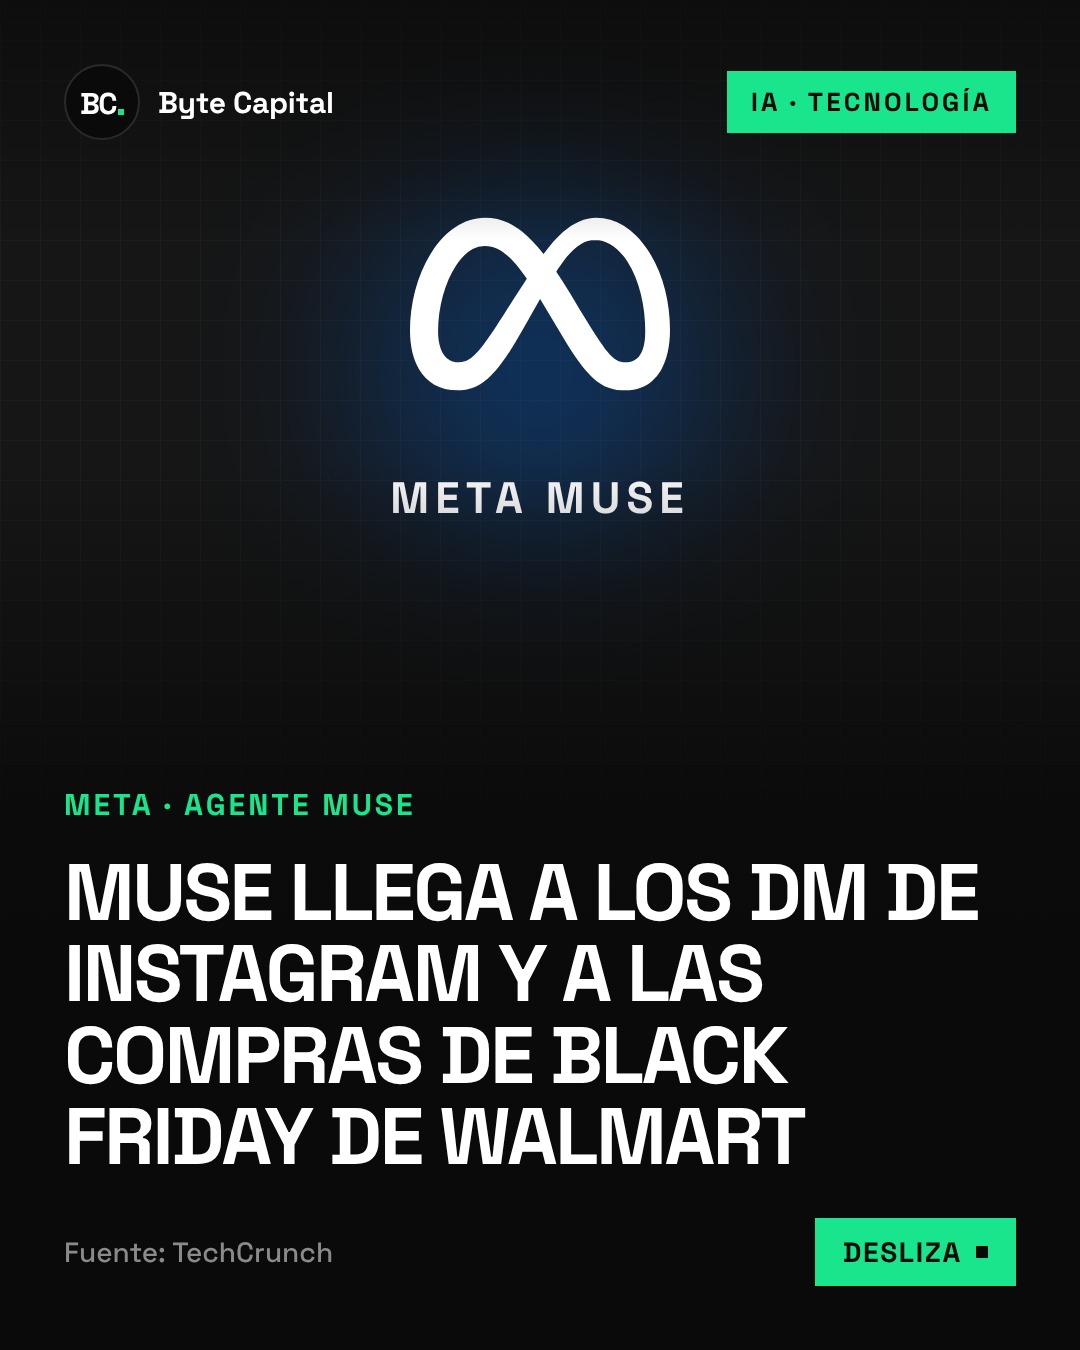 BC.
Byte Capital
IA · TECNOLOGÍA
META MUSE
META · AGENTE MUSE
MUSE LLEGA A LOS DM DE
INSTAGRAM Y A LAS
COMPRAS DE BLACK
FRIDAY DE WALMART
Fuente: TechCrunch
DESLIZA